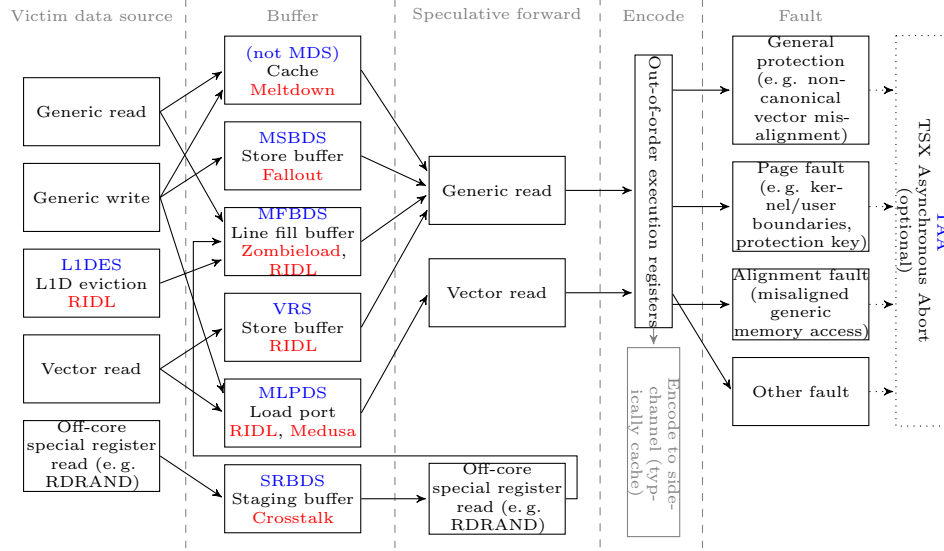 Victim data source
Buffer
Speculative forward
Encode
Fault
Generic read
Generic write
L1DES
L1D eviction
RIDL
Vector read
Off-core
special register
read (e. g.
RDRAND)
(not MDS)
Cache
Meltdown
MSBDS
Store buffer
Fallout
MFBDS
Line fill buffer
Zombieload,
RIDL
VRS
Store buffer
RIDL
MLPDS
Load port
RIDL, Medusa
SRBDS
Staging buffer
Crosstalk
Generic read
Vector read
Off-core
special register
read (e. g.
RDRAND)
Out-of-order execution registers
Encode to side-
channel (typ-
ically cache)
General
protection
(e. g. non-
canonical
vector mis-
alignment)
Page fault
(e. g. ker-
nel/user
boundaries,
protection key)
Alignment fault
(misaligned
generic
memory access)
Other fault
TAA
TSX Asynchronous Abort
(optional)